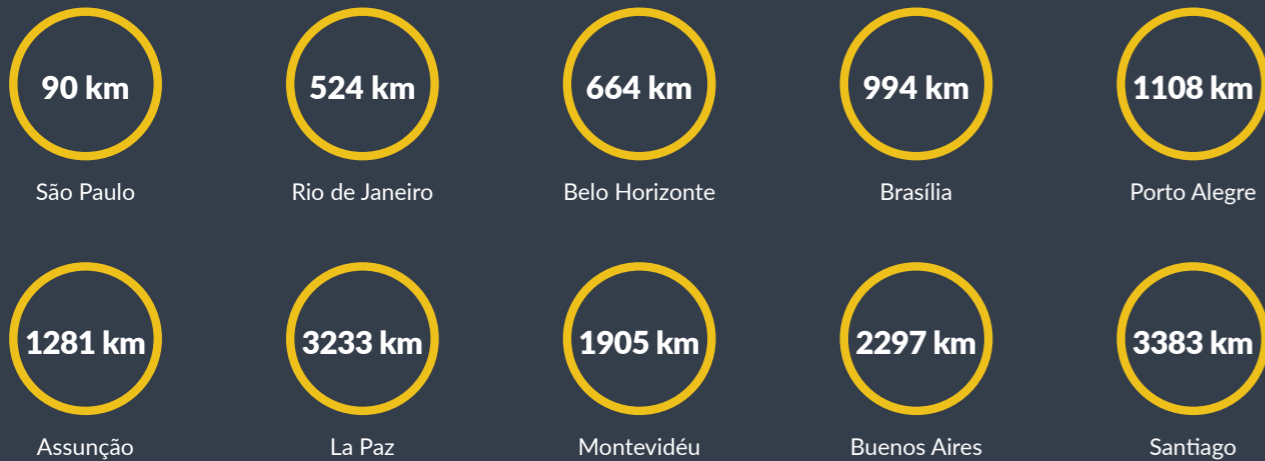 90 km
524 km
664 km
994 km
1108 km
São Paulo
Rio de Janeiro
Belo Horizonte
Brasília
Porto Alegre
1281 km
3233 km
1905 km
2297 km
3383 km
Assunção
La Paz
Montevidéu
Buenos Aires
Santiago